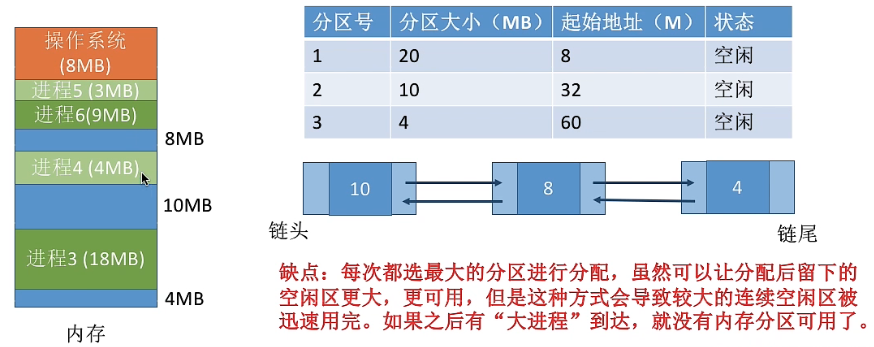 操作系统
(8MB)
进程5 (3MB)
进程6(9MB)
8MB
进程4 (4MB)
10MB
进程3 (18MB)
4MB
内存
分区号 分区大小（MB） 起始地址（M） 状态
1 20 8 空闲
2 10 32 空闲
3 4 60 空闲
10 8 4
链头 链尾
缺点：每次都选最大的分区进行分配，虽然可以让分配后留下的
空闲区更大，更可用，但是这种方式会导致较大的连续空闲区被
迅速用完。如果之后有“大进程”到达，就没有内存分区可用了。